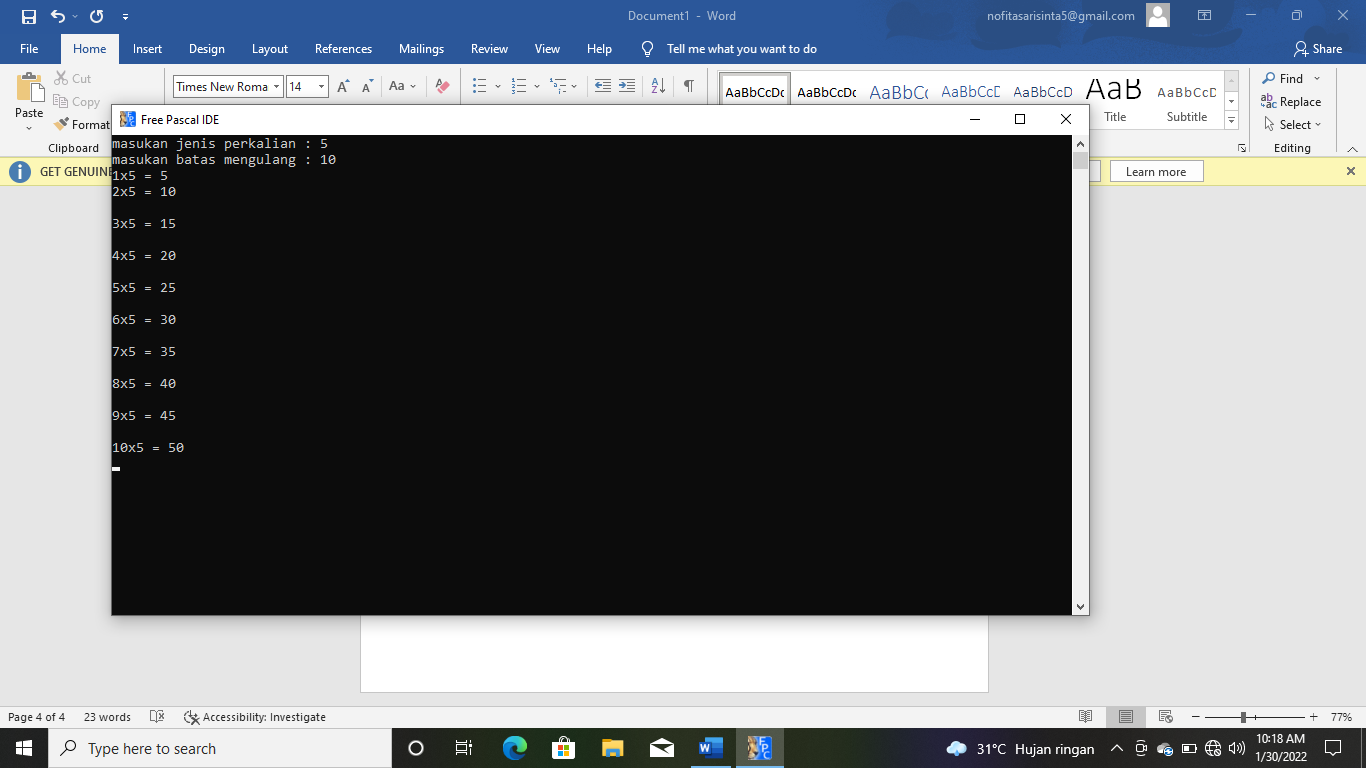 Document1 - Word
nofitasarisinta5@gmail.com
File Home Insert Design Layout References Mailings Review View Help Tell me what you want to do Share
Paste
Cut
Copy
Format
Clipboard
Times New Roma 14
Aa
AaBbCcDc AaBbCcDc AaBbCc AaBbCcC AaBbCcD AaB AaBbCcD
Title Subtitle
Find
Replace
Select
Editing
GET GENUINE
Learn more
Free Pascal IDE
masukan jenis perkalian : 5
masukan batas mengulang : 10
1x5 = 5
2x5 = 10
3x5 = 15
4x5 = 20
5x5 = 25
6x5 = 30
7x5 = 35
8x5 = 40
9x5 = 45
10x5 = 50
Page 4 of 4 23 words Accessibility: Investigate 77%
Type here to search
31°C Hujan ringan
10:18 AM
1/30/2022